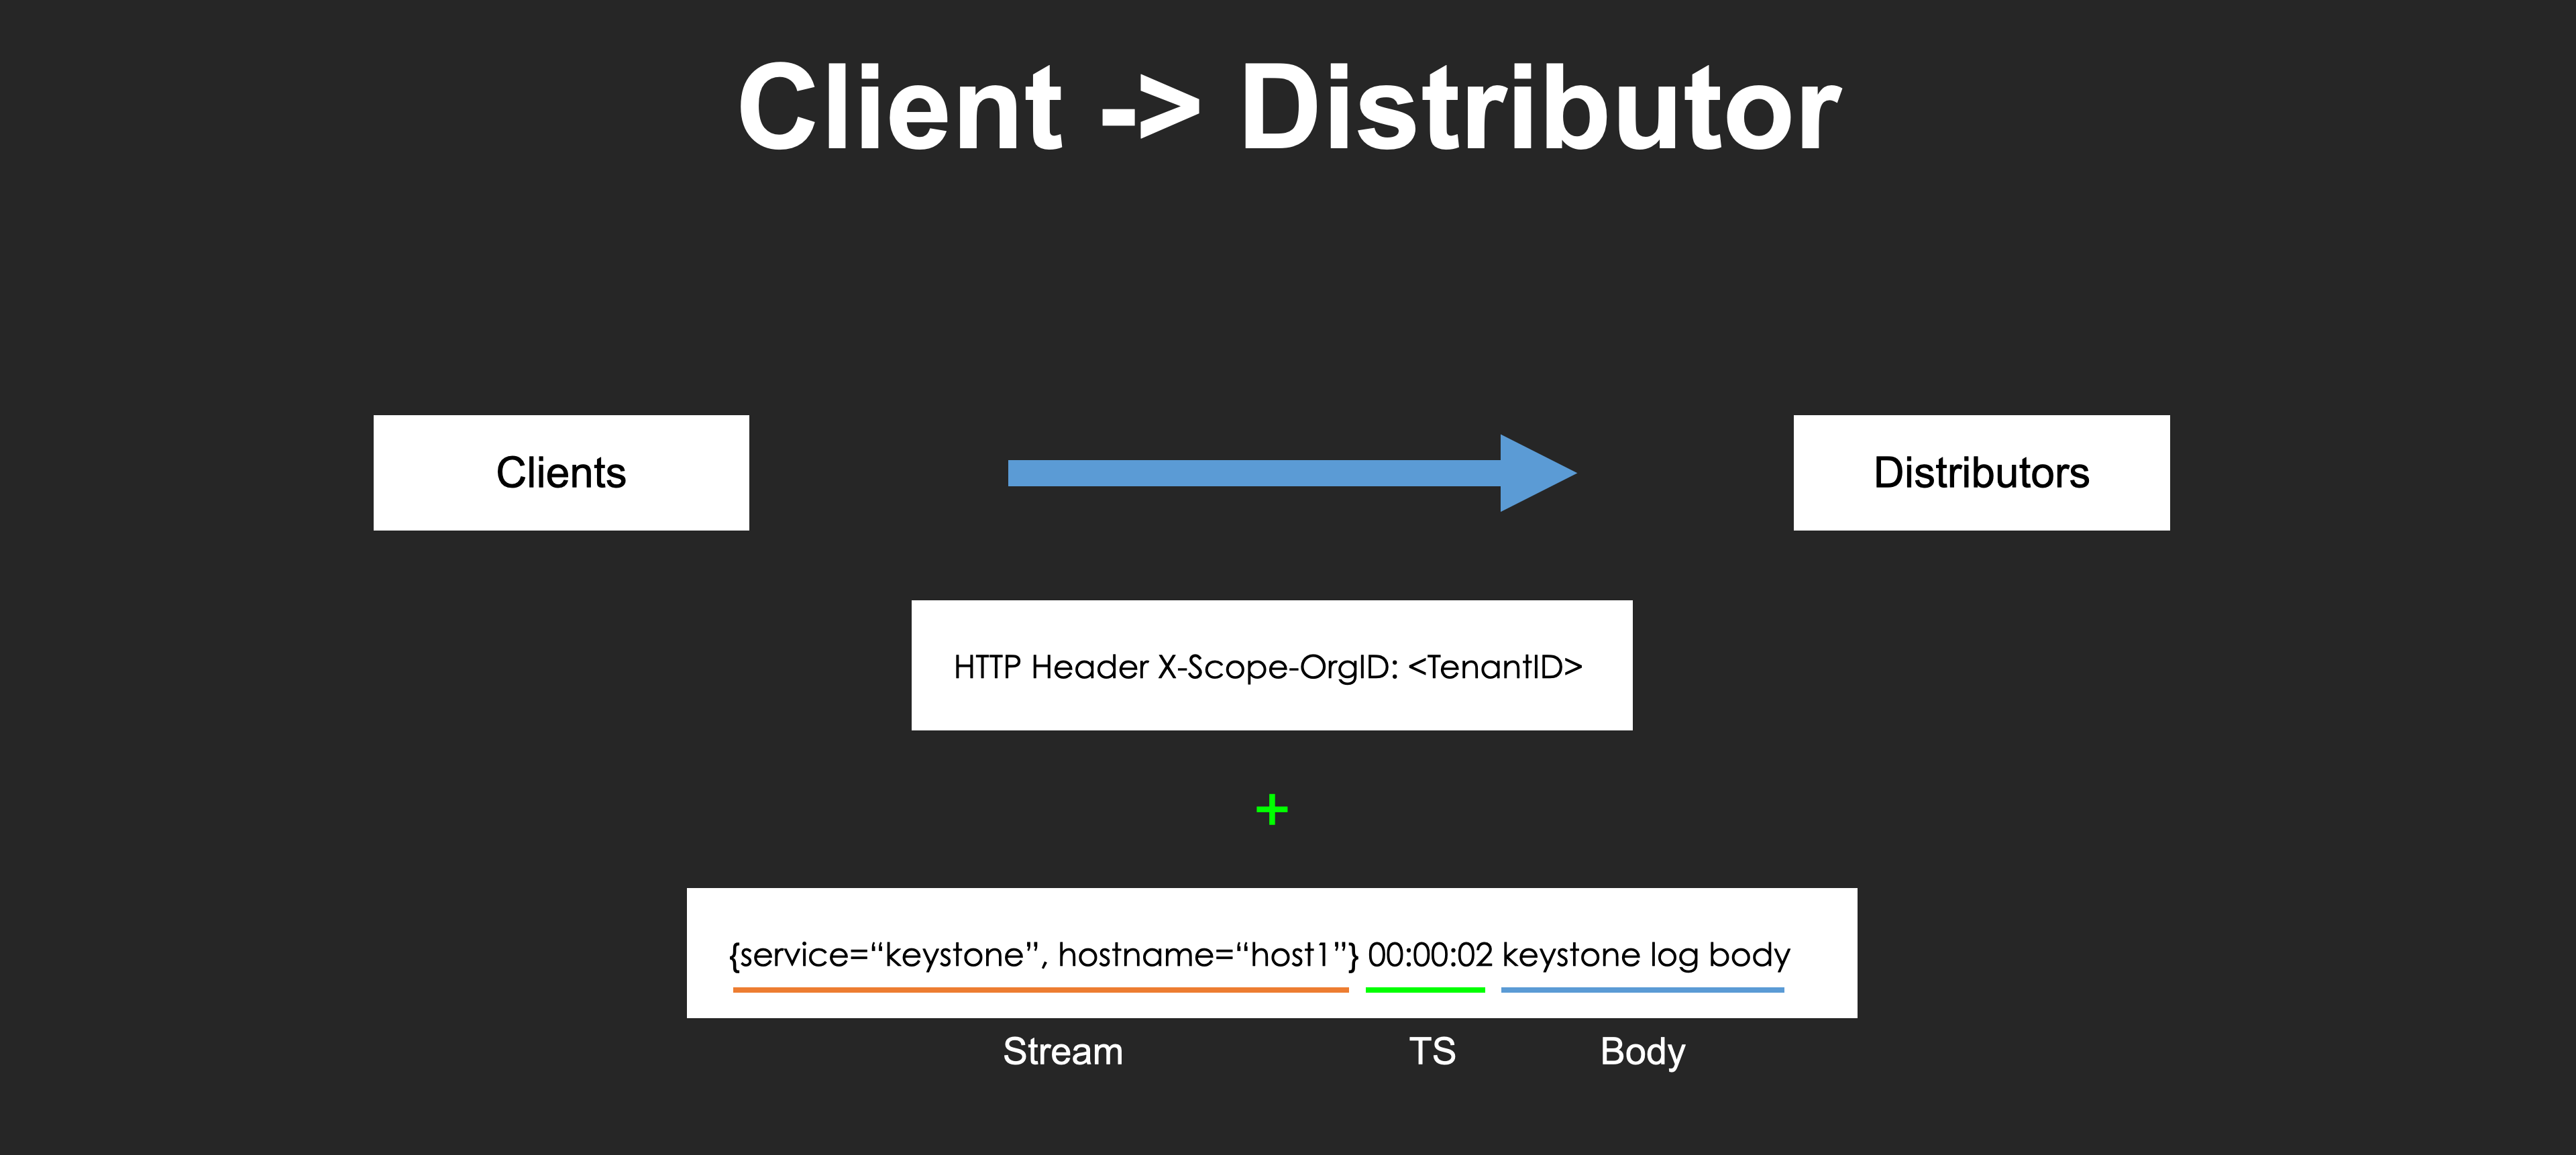 Client -> Distributor
Clients
Distributors
HTTP Header X-Scope-OrgID: <TenantID>
+
{service=“keystone”, hostname=“host1”} 00:00:02 keystone log body
Stream
TS
Body